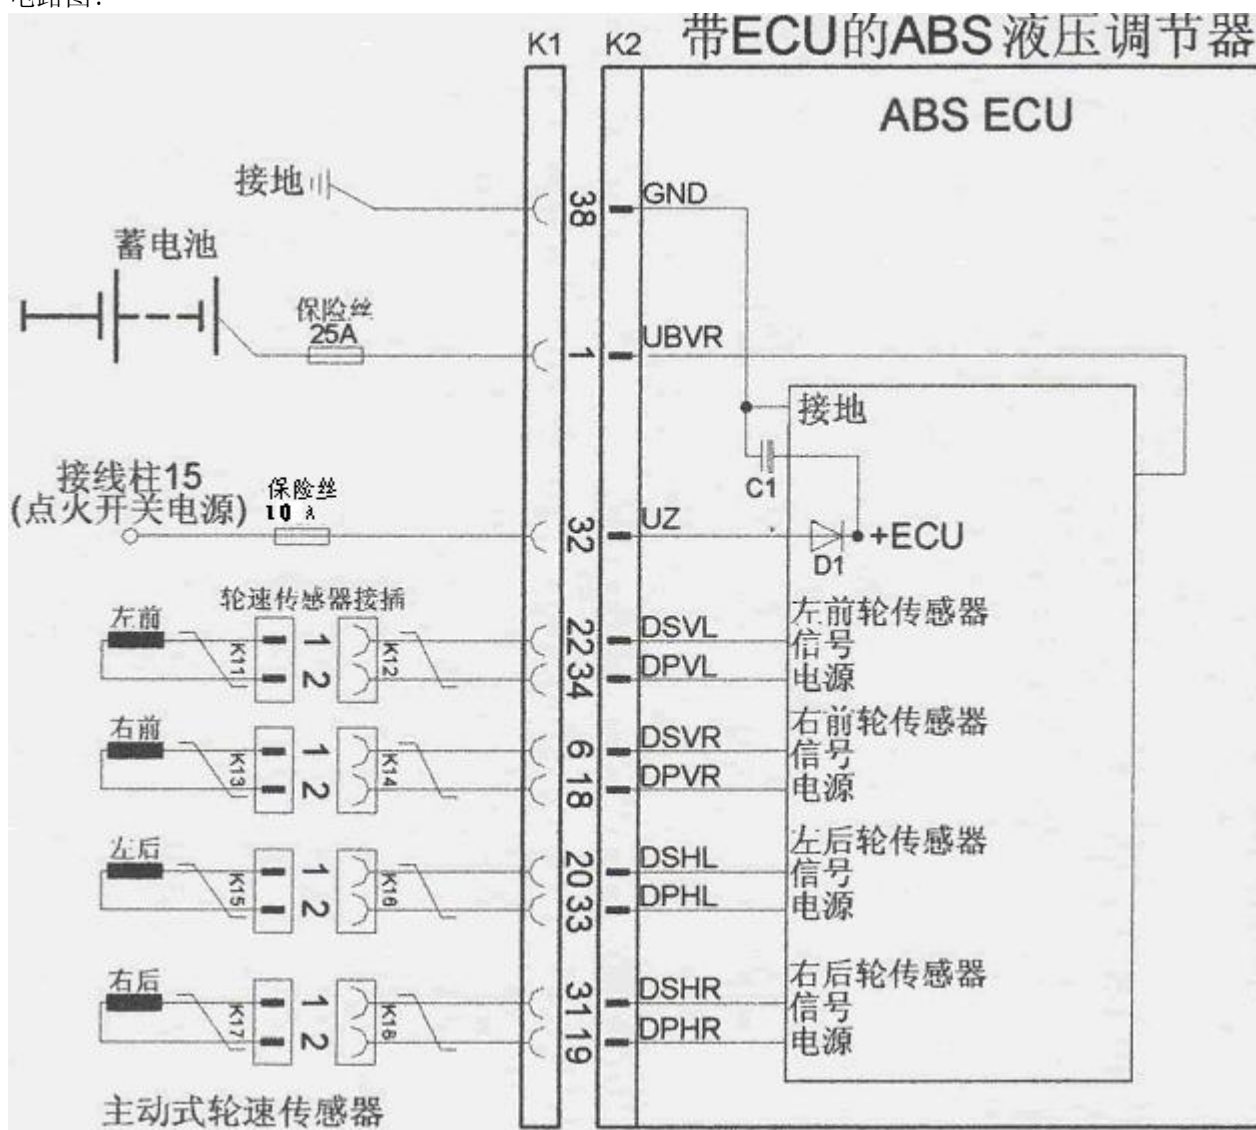 电路图:
K1 K2 带ECU的ABS液压调节器
ABS ECU
接地 38 GND
蓄电池
保险丝
25A
1 UBVR
接地
接线柱15
(点火开关电源)
保险丝
10 A
C1
32 UZ
+ECU
D1
轮速传感器接插
左前 左前轮传感器
K11 1 K12 22 DSVL 信号
2 34 DPVL 电源
右前 右前轮传感器
K13 1 K14 6 DSVR 信号
2 18 DPVR 电源
左后 左后轮传感器
K15 1 K16 20 DSHL 信号
2 33 DPHL 电源
右后 右后轮传感器
K17 1 K18 31 DSHR 信号
2 19 DPHR 电源
主动式轮速传感器